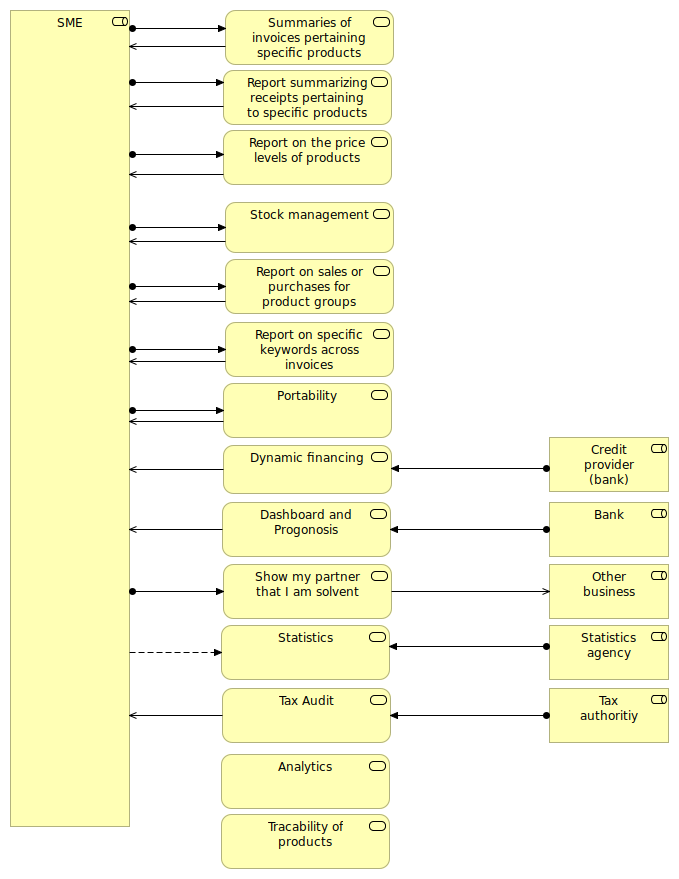 SME
Summaries of
invoices pertaining
specific products
Report summarizing
receipts pertaining
to specific products
Report on the price
levels of products
Stock management
Report on sales or
purchases for
product groups
Report on specific
keywords across
invoices
Portability
Dynamic financing
Credit
provider
(bank)
Dashboard and
Progonosis
Bank
Show my partner
that I am solvent
Other
business
Statistics
Statistics
agency
Tax Audit
Tax
authoritiy
Analytics
Tracability of
products